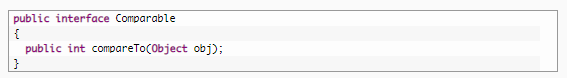 public interface Comparable
{
  public int compareTo(Object obj);
}